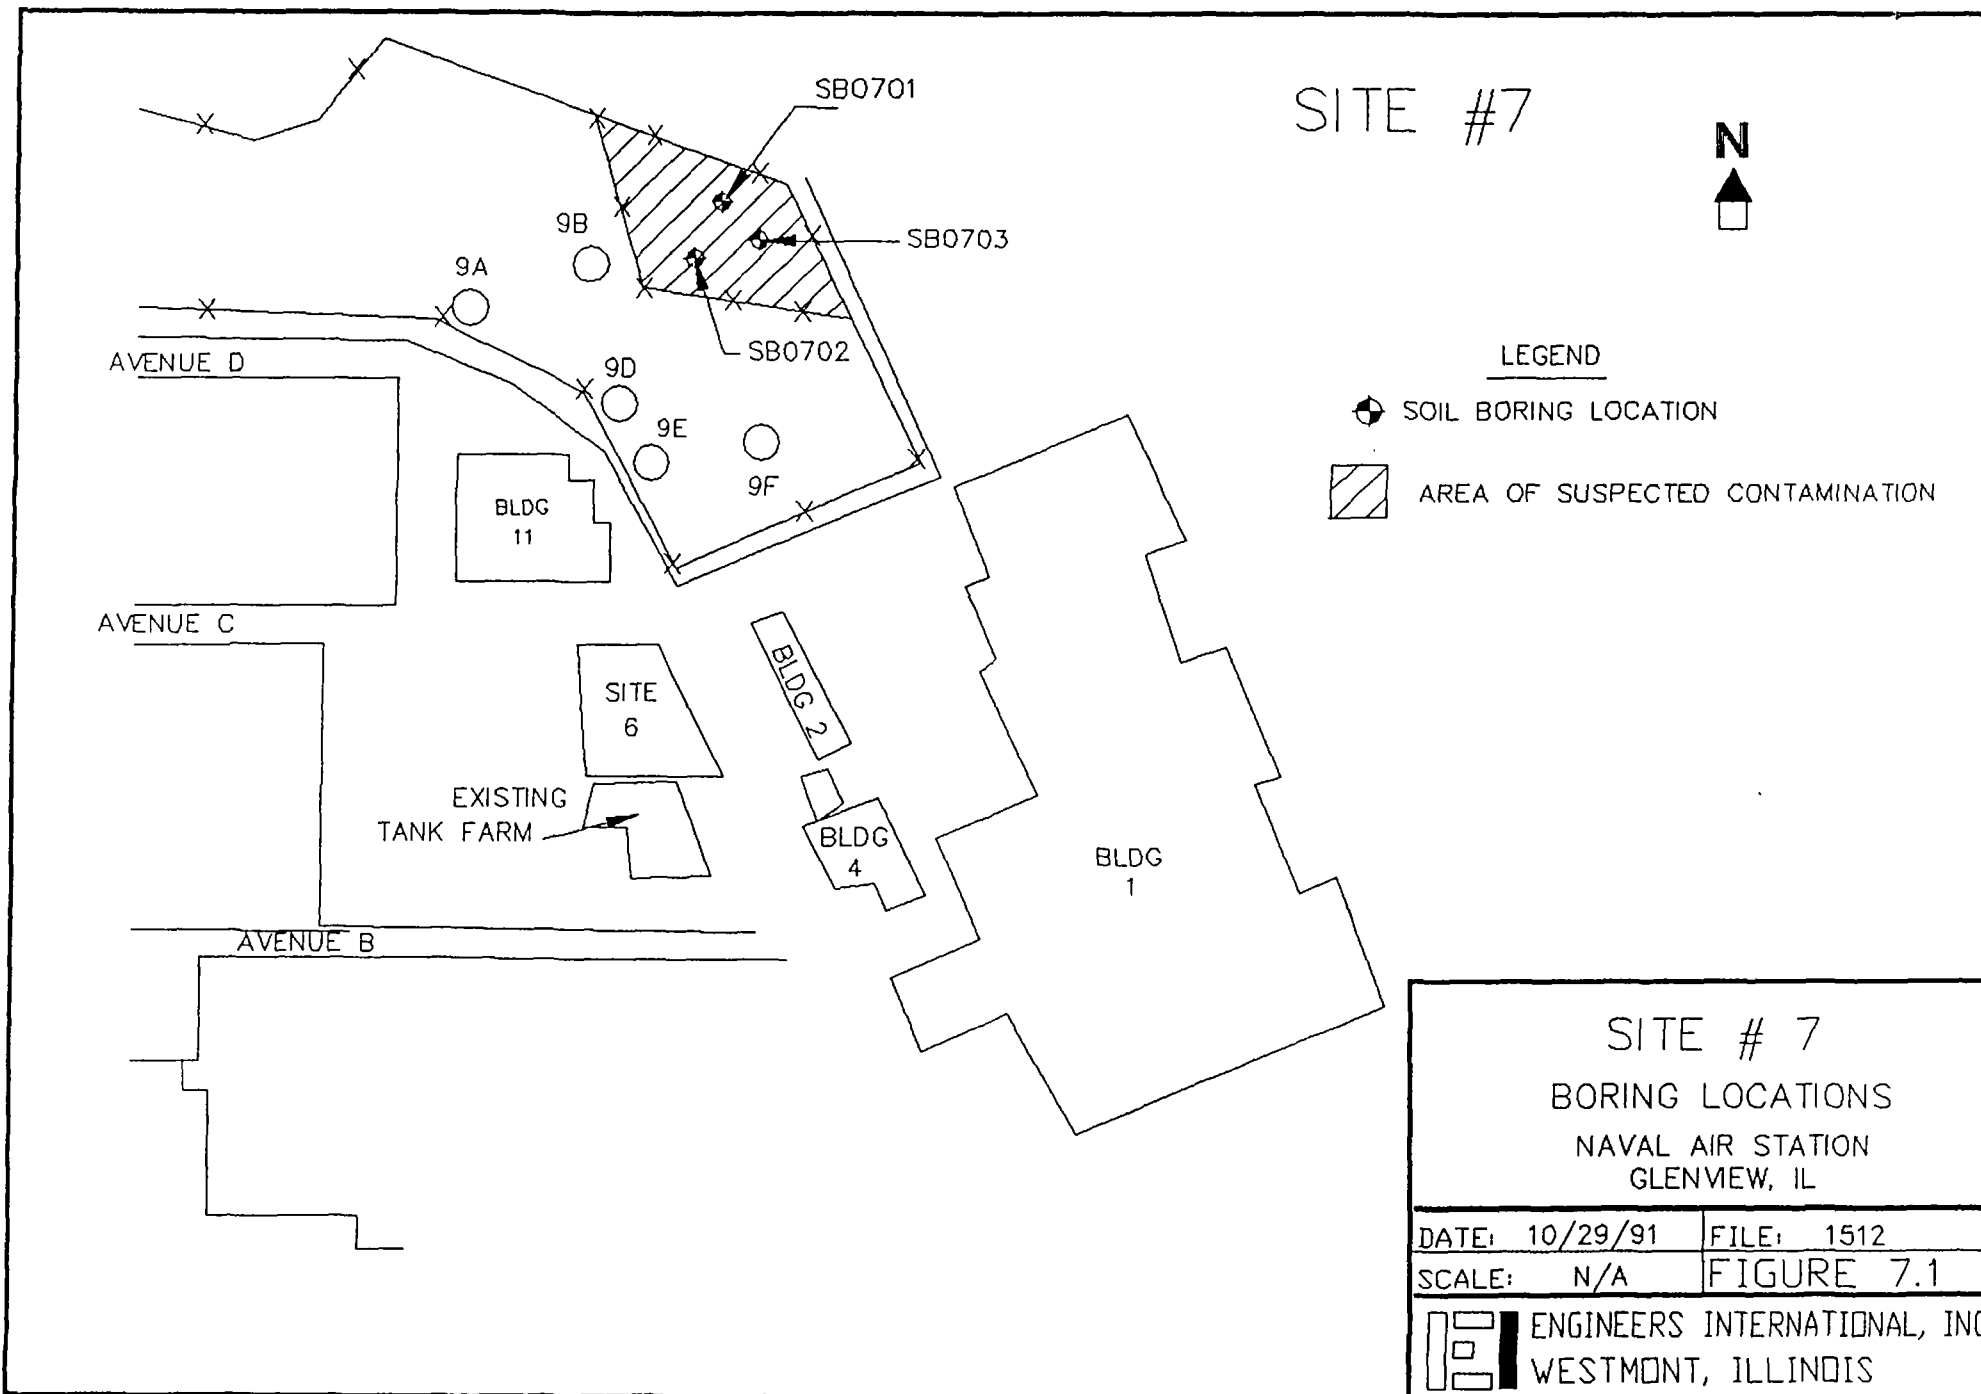 SITE #7
N
SB0701
SB0703
SB0702
9B
9A
9D
9E
9F
LEGEND
SOIL BORING LOCATION
AREA OF SUSPECTED CONTAMINATION
AVENUE D
BLDG
11
AVENUE C
SITE
6
BLDG 2
EXISTING
TANK FARM
BLDG
4
BLDG
1
AVENUE B
SITE # 7
BORING LOCATIONS
NAVAL AIR STATION
GLENVIEW, IL
DATE: 10/29/91 FILE: 1512
SCALE: N/A FIGURE 7.1
ENGINEERS INTERNATIONAL, INC
WESTMONT, ILLINOIS